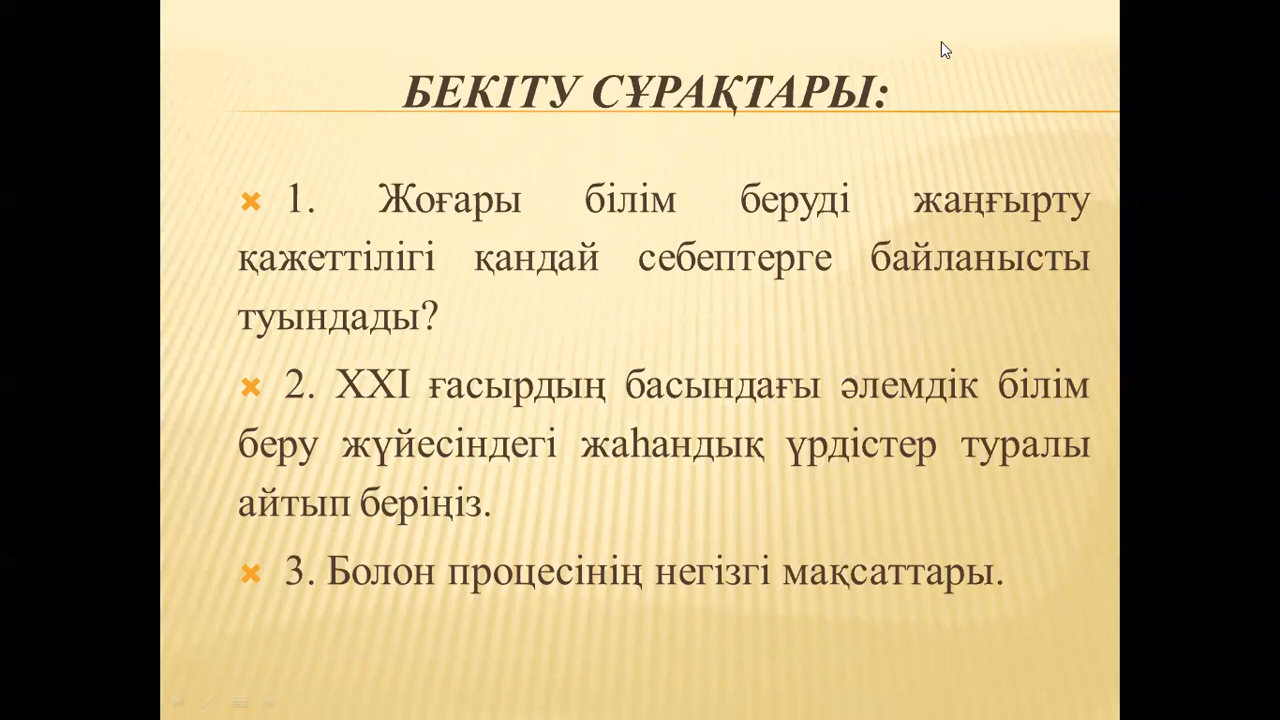 БЕКІТУ СҰРАҚТАРЫ:
1. Жоғары білім беруді жаңғырту
қажеттілігі қандай себептерге байланысты
туындады?
2. XXI ғасырдың басындағы әлемдік білім
беру жүйесіндегі жаһандық үрдістер туралы
айтып беріңіз.
3. Болон процесінің негізгі мақсаттары.